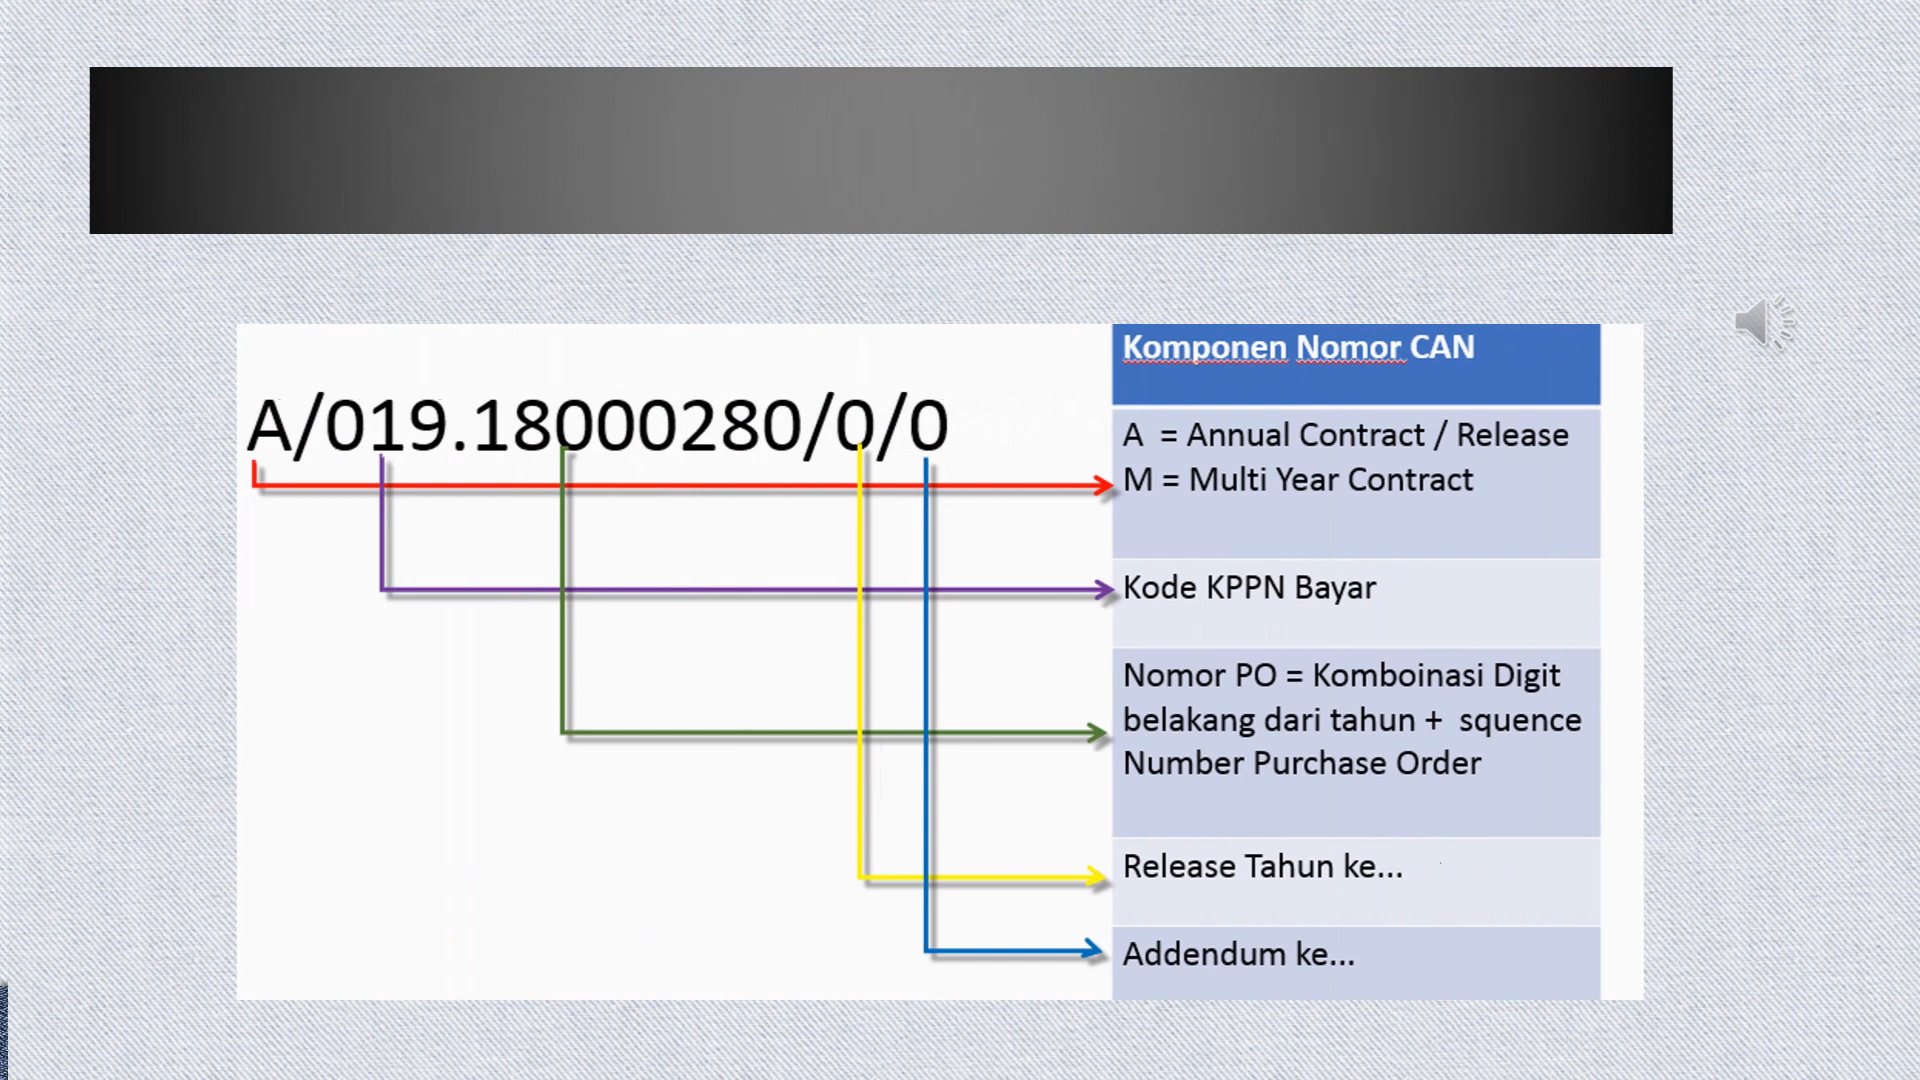 A/019.18000280/0/0
Komponen Nomor CAN
A = Annual Contract / Release
M = Multi Year Contract
Kode KPPN Bayar
Nomor PO = Komboinasi Digit
belakang dari tahun + squence
Number Purchase Order
Release Tahun ke...
Addendum ke...